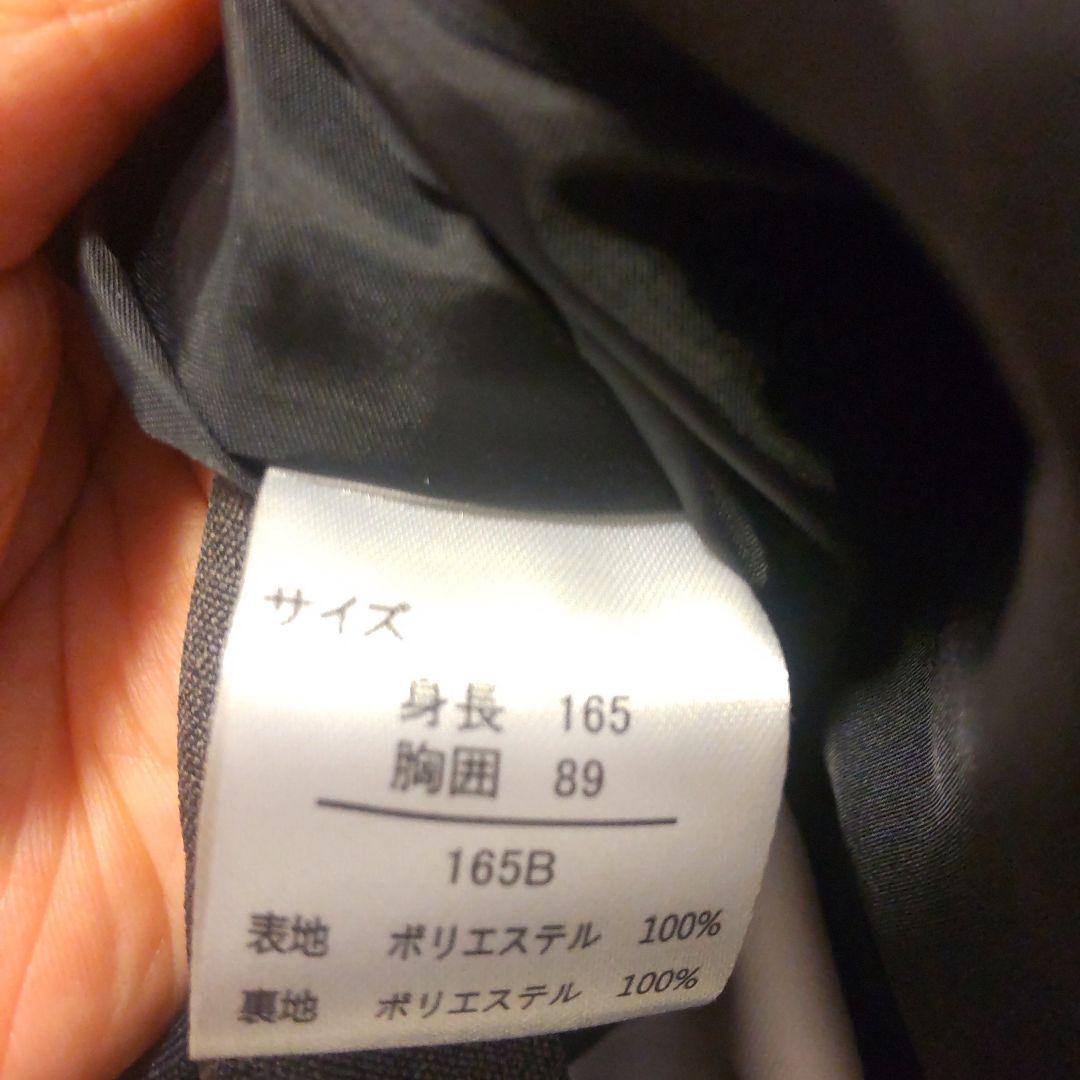 サイズ
身長 165
胸囲 89
165B
表地 ポリエステル 100%
裏地 ポリエステル 100%